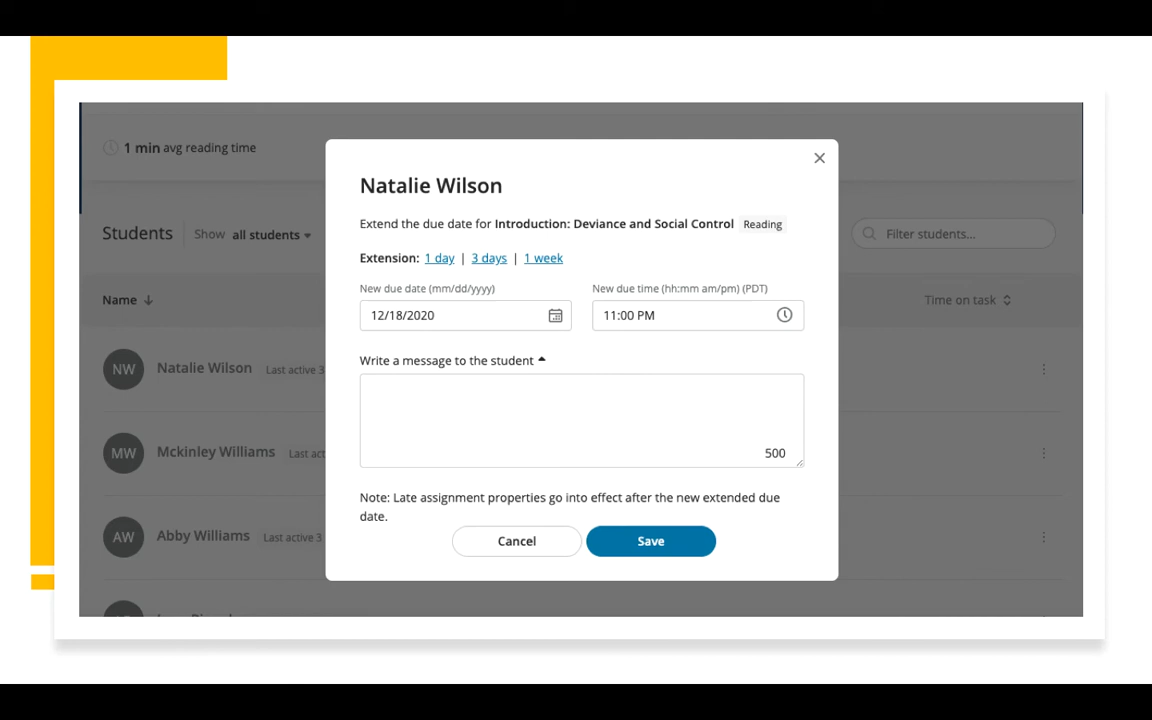 1 min avg reading time
Students Show all students Filter students...
Name Time on task
NW Natalie Wilson Last active 3
MW Mckinley Williams Last act
AW Abby Williams Last active 3
Natalie Wilson
Extend the due date for Introduction: Deviance and Social Control Reading
Extension: 1 day | 3 days | 1 week
New due date (mm/dd/yyyy) New due time (hh:mm am/pm) (PDT)
12/18/2020 11:00 PM
Write a message to the student
500
Note: Late assignment properties go into effect after the new extended due
date.
Cancel Save